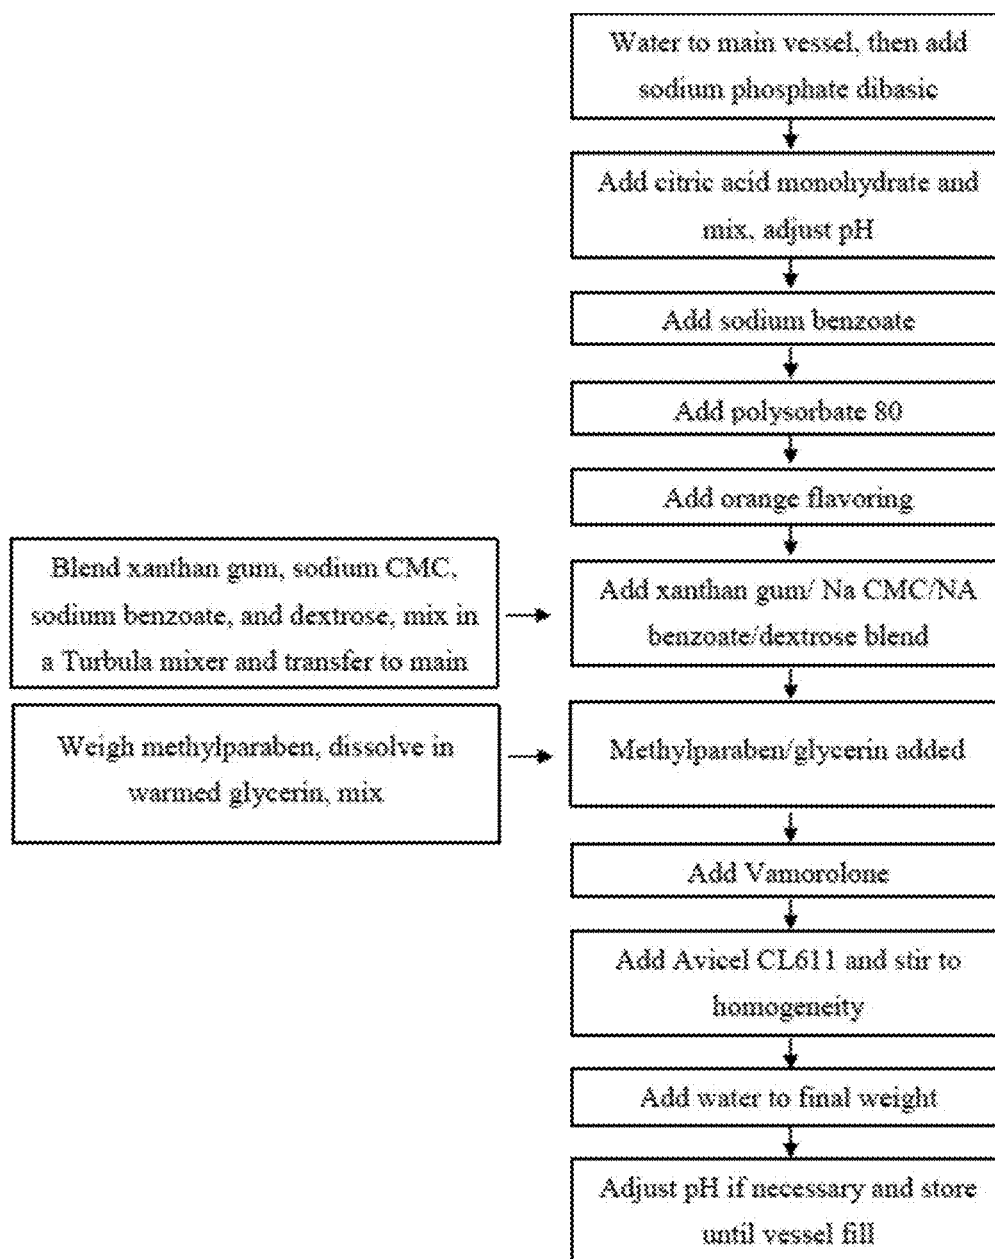 Water to main vessel, then add
sodium phosphate dibasic
Add citric acid monohydrate and
mix, adjust pH
Add sodium benzoate
Add polysorbate 80
Add orange flavoring
Blend xanthan gum, sodium CMC,
sodium benzoate, and dextrose, mix in
a Turbula mixer and transfer to main
Add xanthan gum/ Na CMC/NA
benzoate/dextrose blend
Weigh methylparaben, dissolve in
warmed glycerin, mix
Methylparaben/glycerin added
Add Vamorolone
Add Avicel CL611 and stir to
homogeneity
Add water to final weight
Adjust pH if necessary and store
until vessel fill